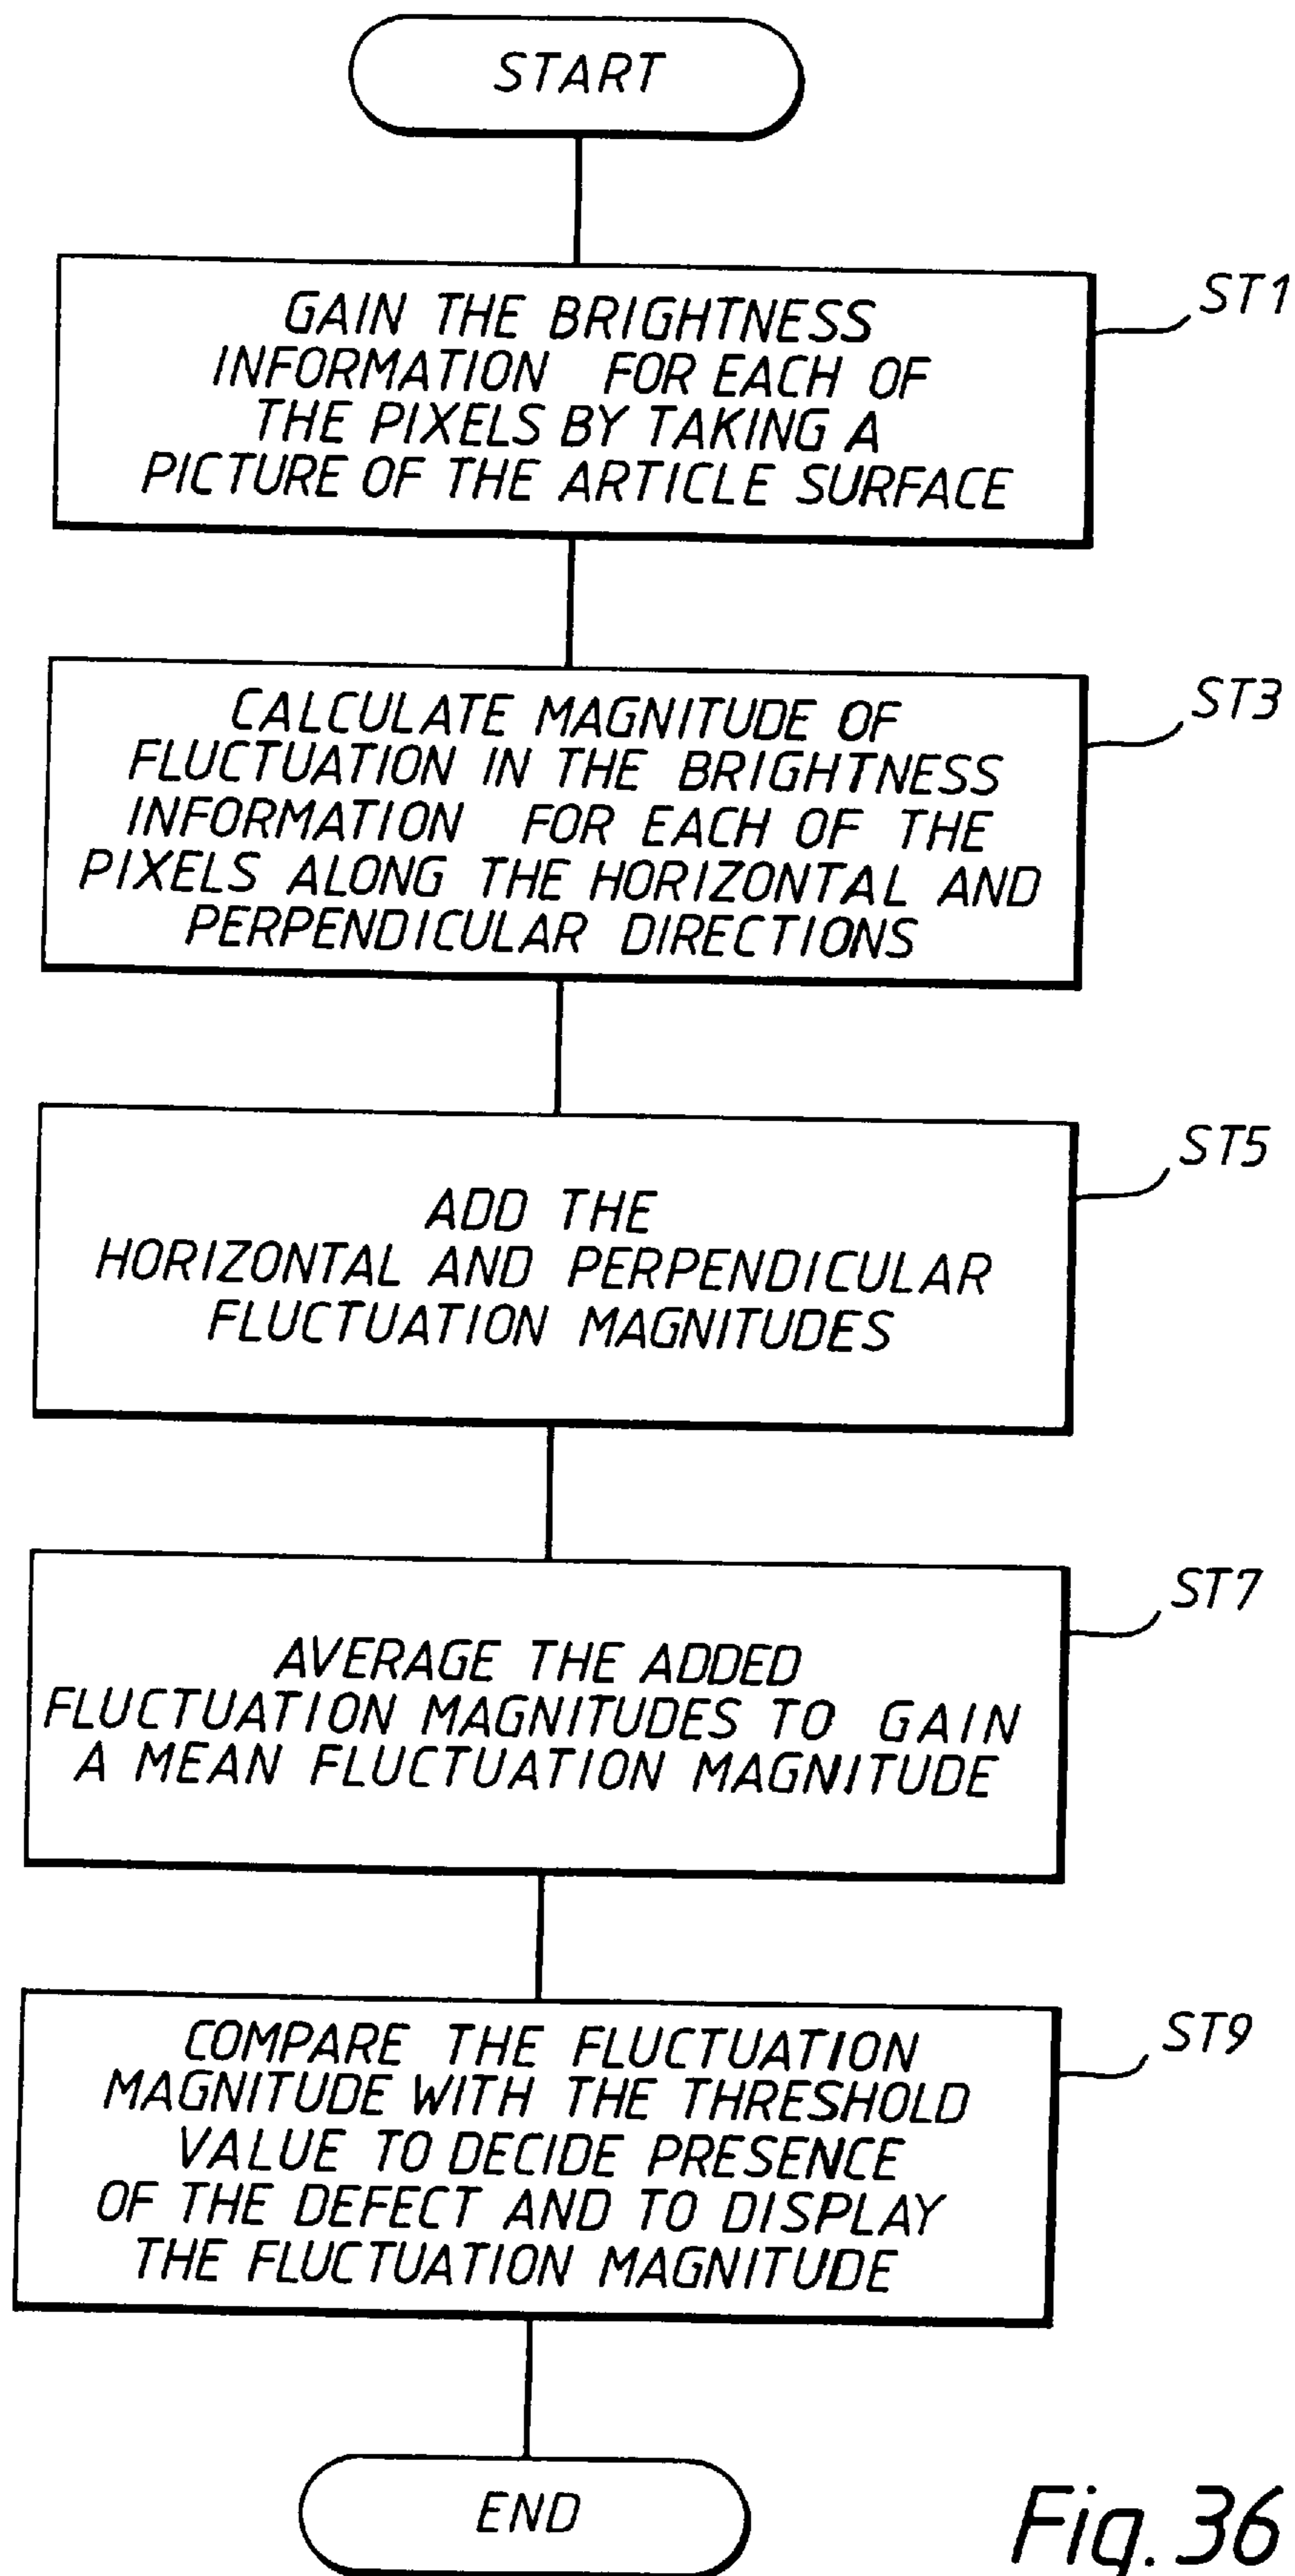 START
GAIN THE BRIGHTNESS
INFORMATION FOR EACH OF
THE PIXELS BY TAKING A
PICTURE OF THE ARTICLE SURFACE
ST1
CALCULATE MAGNITUDE OF
FLUCTUATION IN THE BRIGHTNESS
INFORMATION FOR EACH OF THE
PIXELS ALONG THE HORIZONTAL AND
PERPENDICULAR DIRECTIONS
ST3
ADD THE
HORIZONTAL AND PERPENDICULAR
FLUCTUATION MAGNITUDES
ST5
AVERAGE THE ADDED
FLUCTUATION MAGNITUDES TO GAIN
A MEAN FLUCTUATION MAGNITUDE
ST7
COMPARE THE FLUCTUATION
MAGNITUDE WITH THE THRESHOLD
VALUE TO DECIDE PRESENCE
OF THE DEFECT AND TO DISPLAY
THE FLUCTUATION MAGNITUDE
ST9
END
Fig. 36